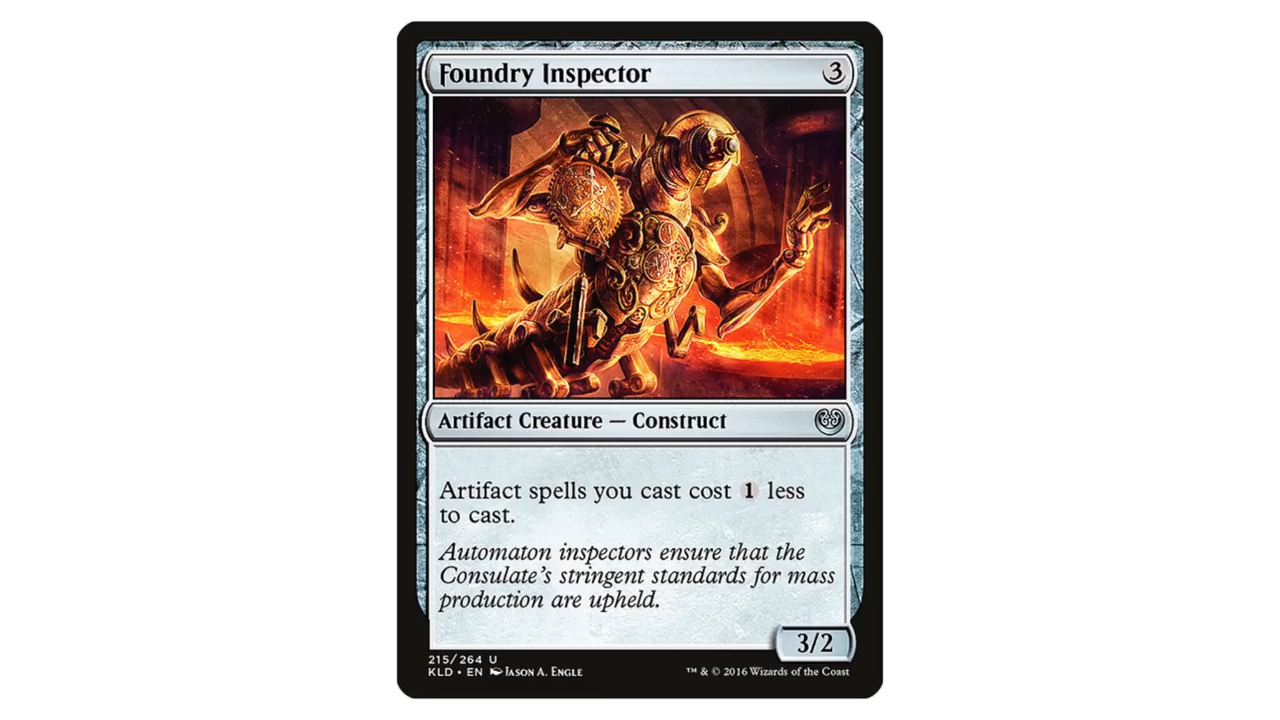 Foundry Inspector 3
Artifact Creature — Construct
Artifact spells you cast cost 1 less
to cast.
Automaton inspectors ensure that the
Consulate's stringent standards for mass
production are upheld.
3/2
215/264 U
KLD • EN JASON A. ENGLE
™ & © 2016 Wizards of the Coast